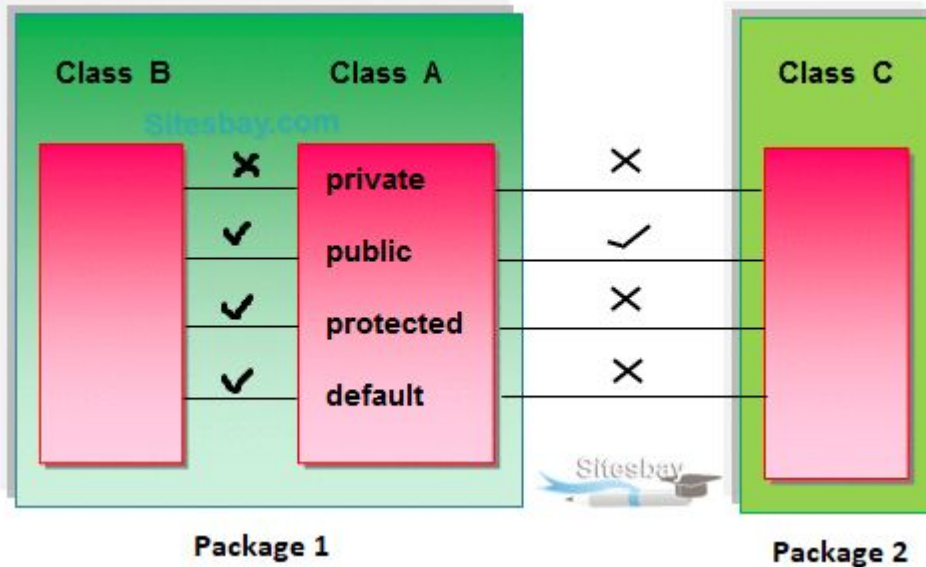 Class B
Class A
Class C
Sitesbay.com
private
public
protected
default
Sitesbay
Package 1
Package 2